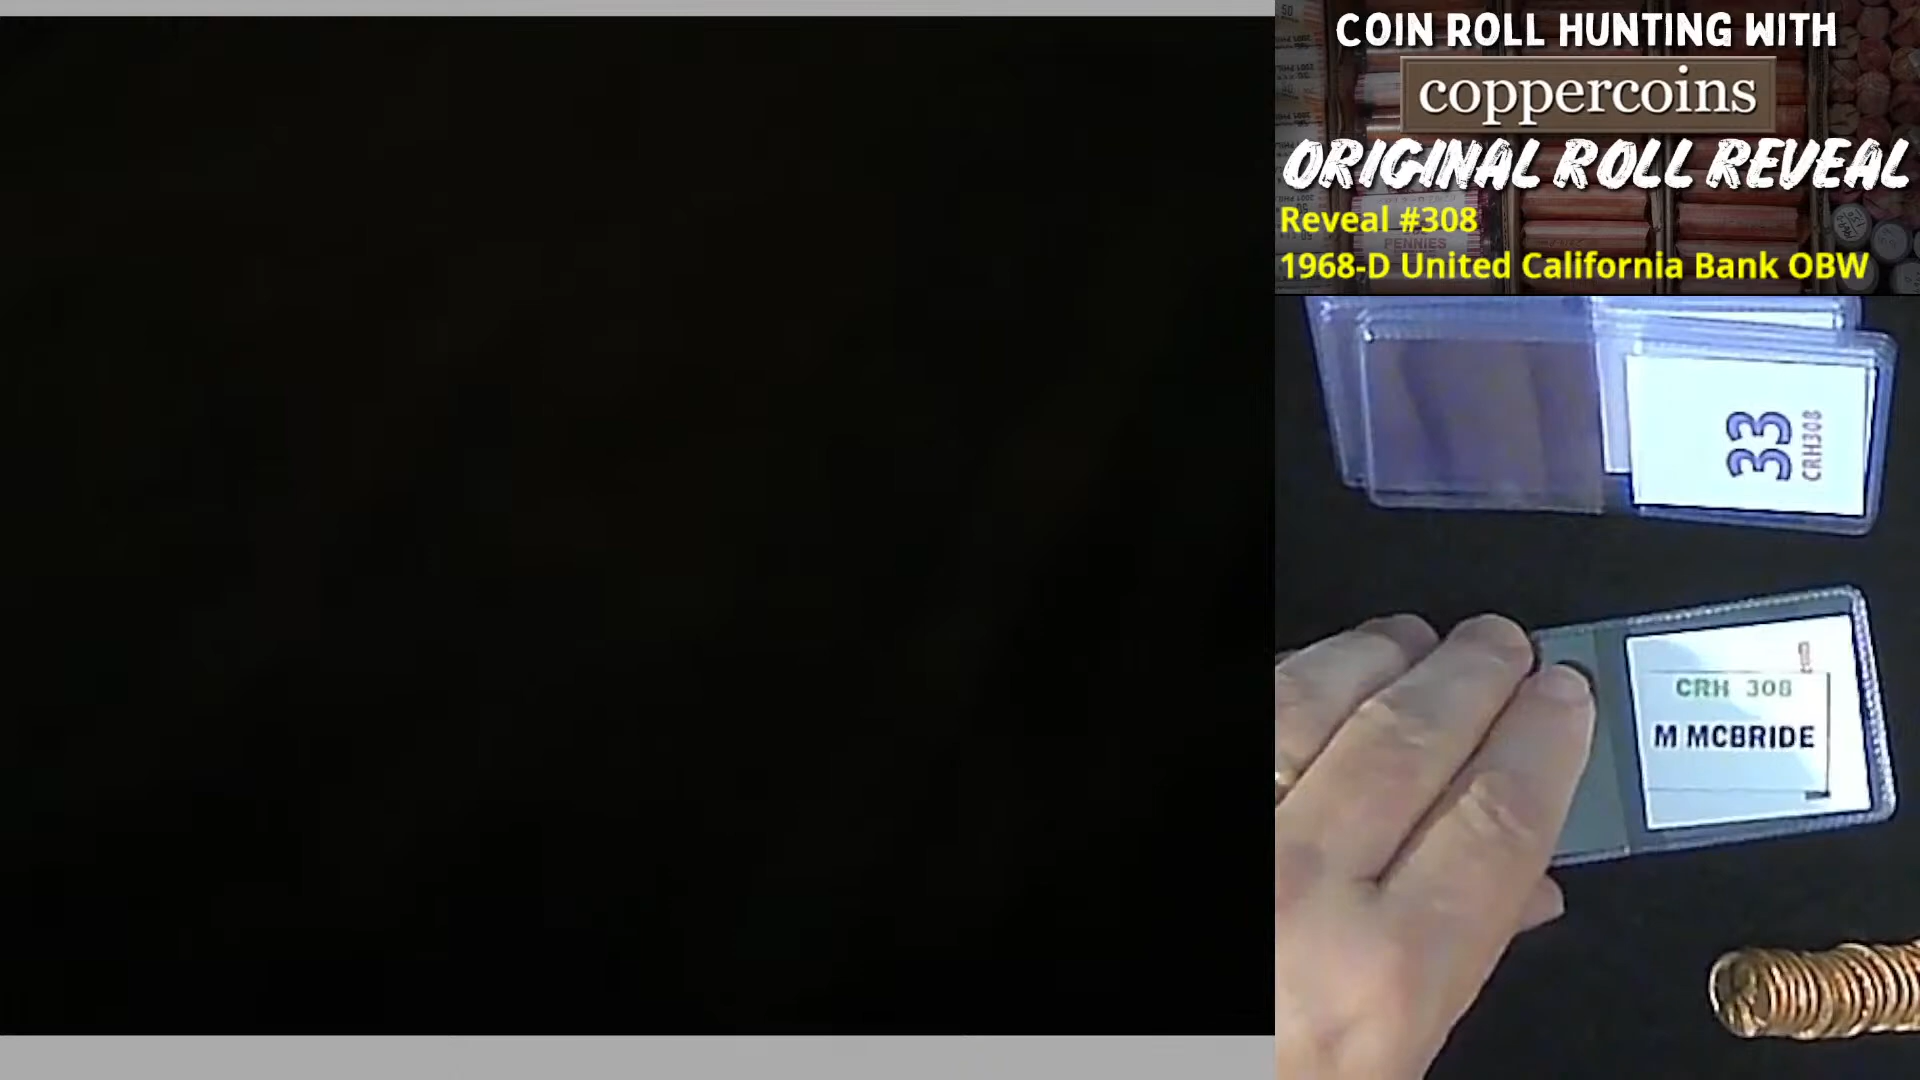 COIN ROLL HUNTING WITH
coppercoins
ORIGINAL ROLL REVEAL
Reveal #308
1968-D United California Bank OBW
PENNIES
33
CRH308
CRH 308
M MCBRIDE